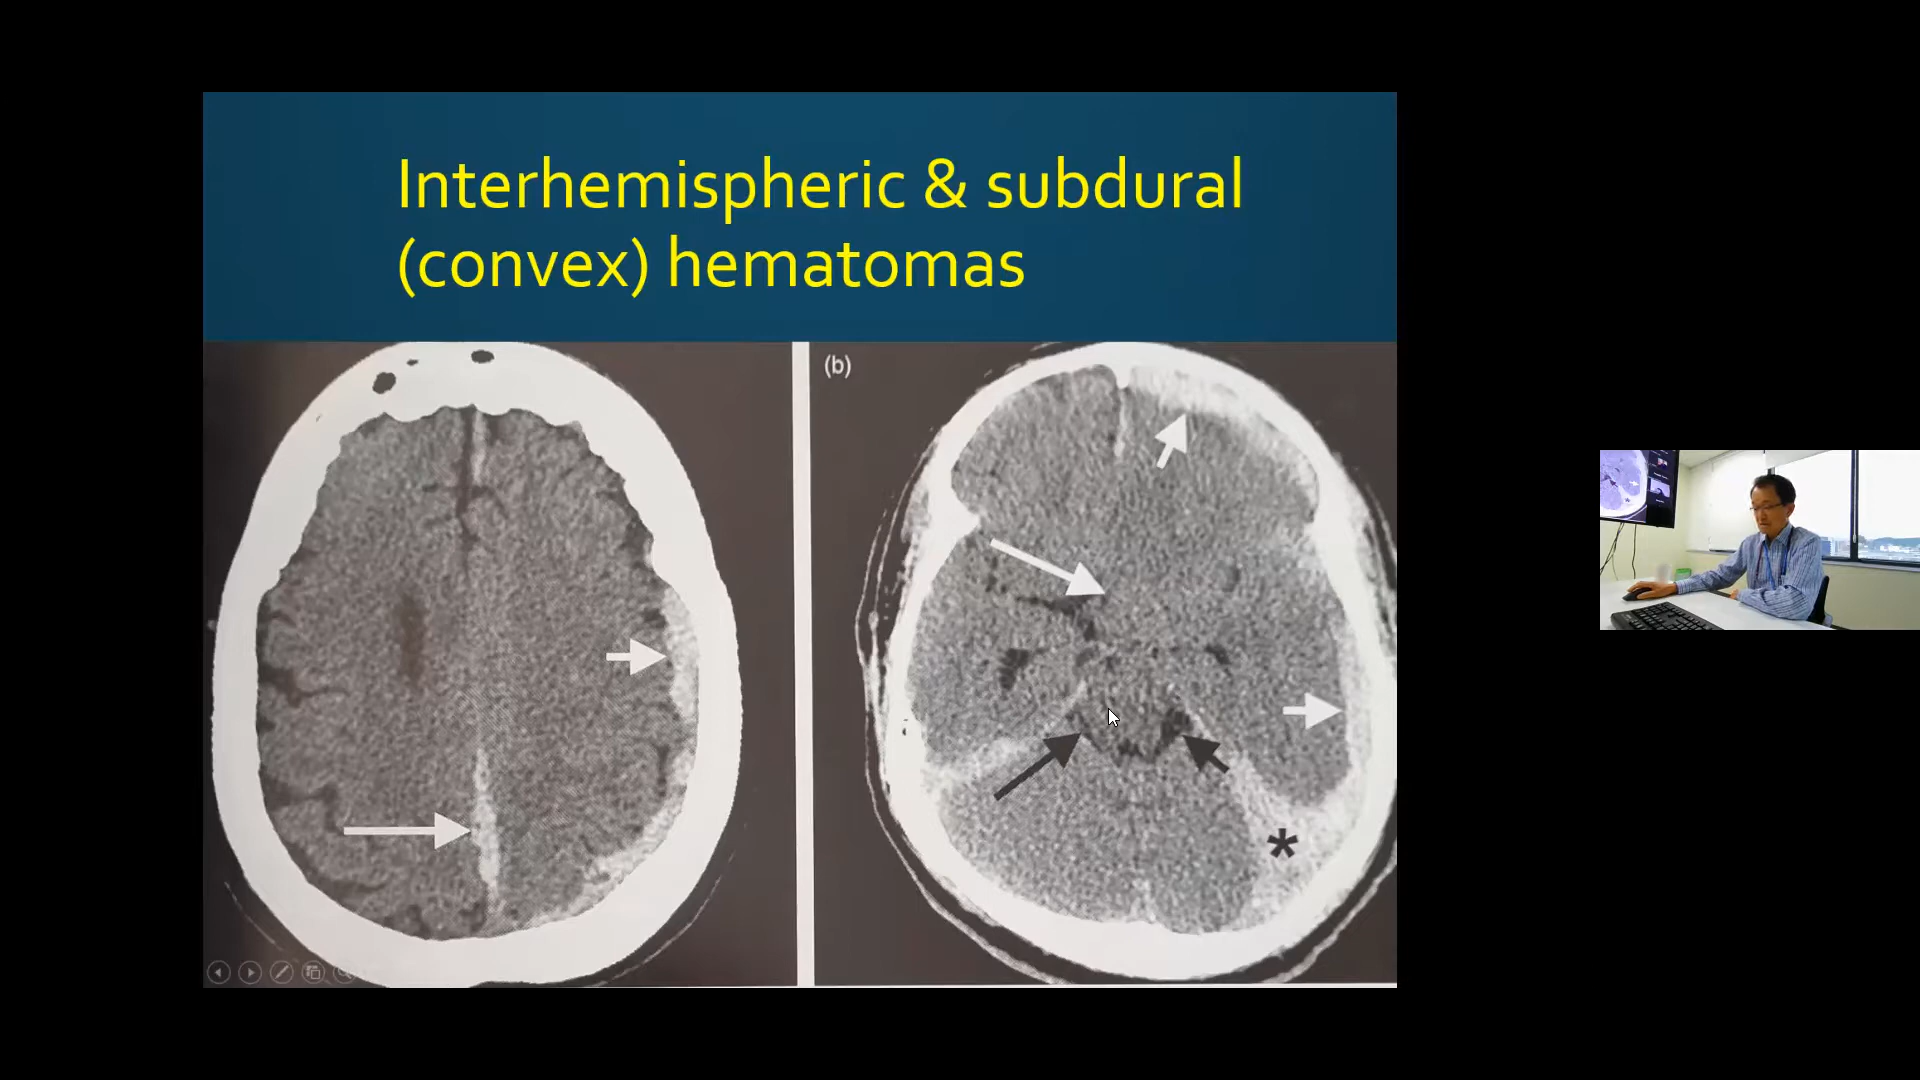 Interhemispheric & subdural
(convex) hematomas
(b)
*